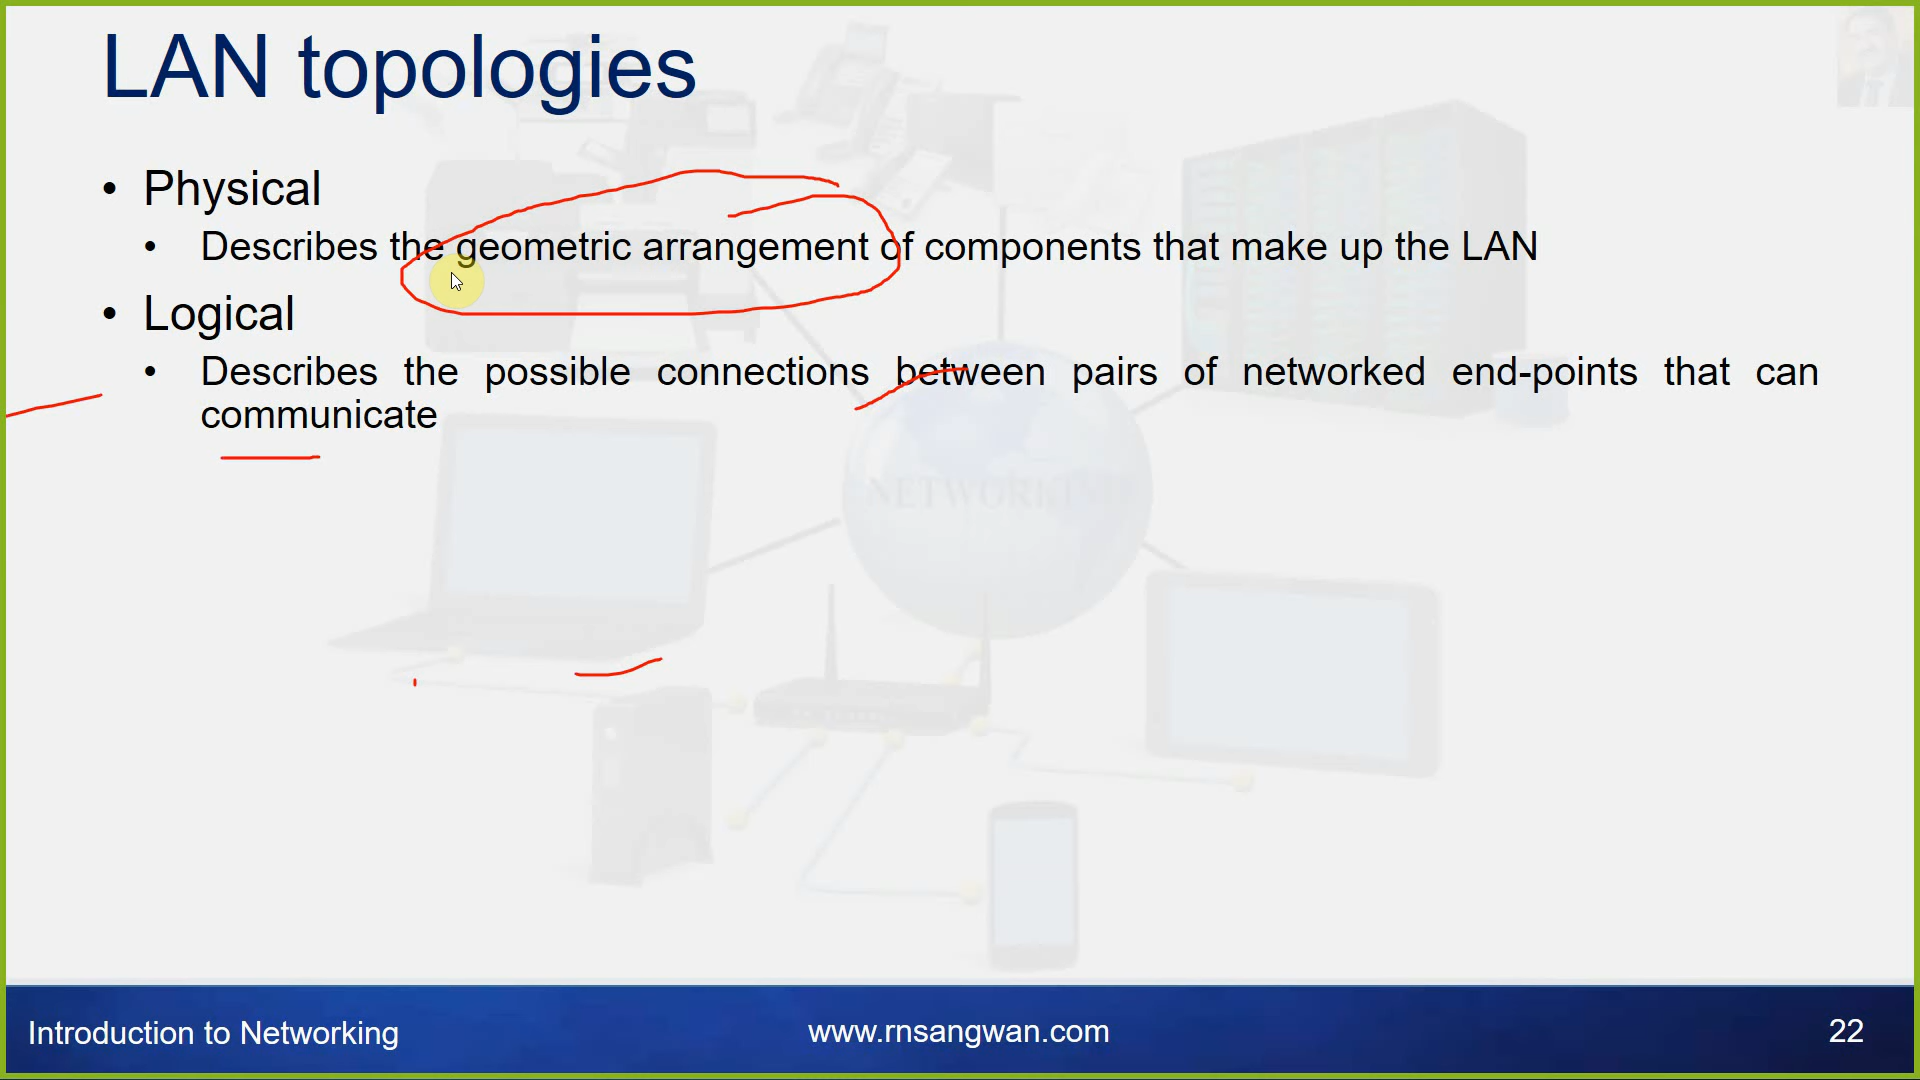 LAN topologies
• Physical
• Describes the geometric arrangement of components that make up the LAN
• Logical
• Describes the possible connections between pairs of networked end-points that can
communicate
NETWORK
Introduction to Networking
www.rnsangwan.com
22